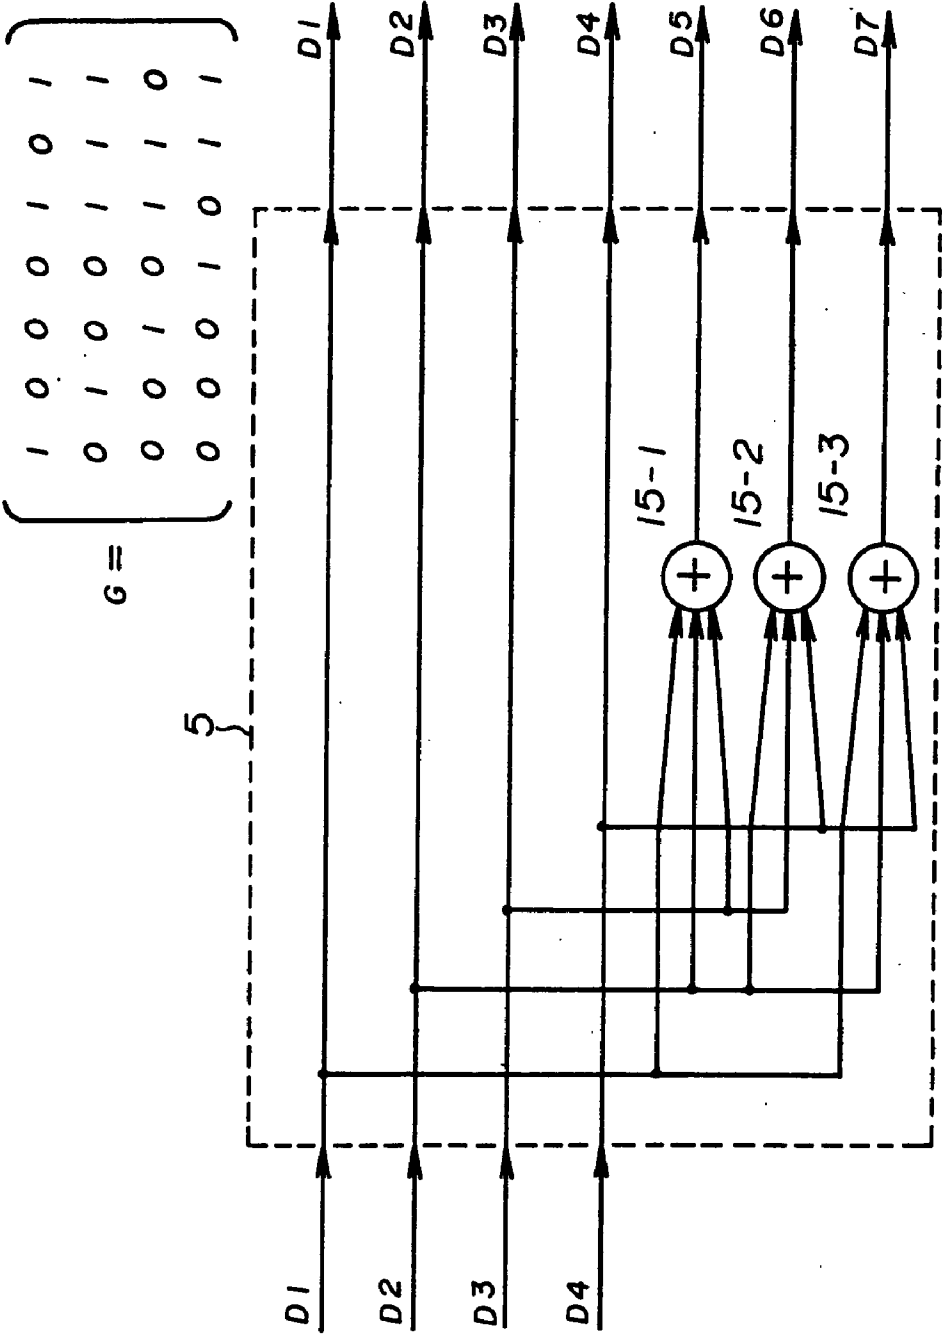 G =
1 0 0 0 1 0 1
0 1 0 0 1 1 1
0 0 1 0 1 1 0
0 0 0 1 0 1 1
5
D1 D1
D2 D2
D3 D3
D4 D4
15-1 D5
15-2 D6
15-3 D7